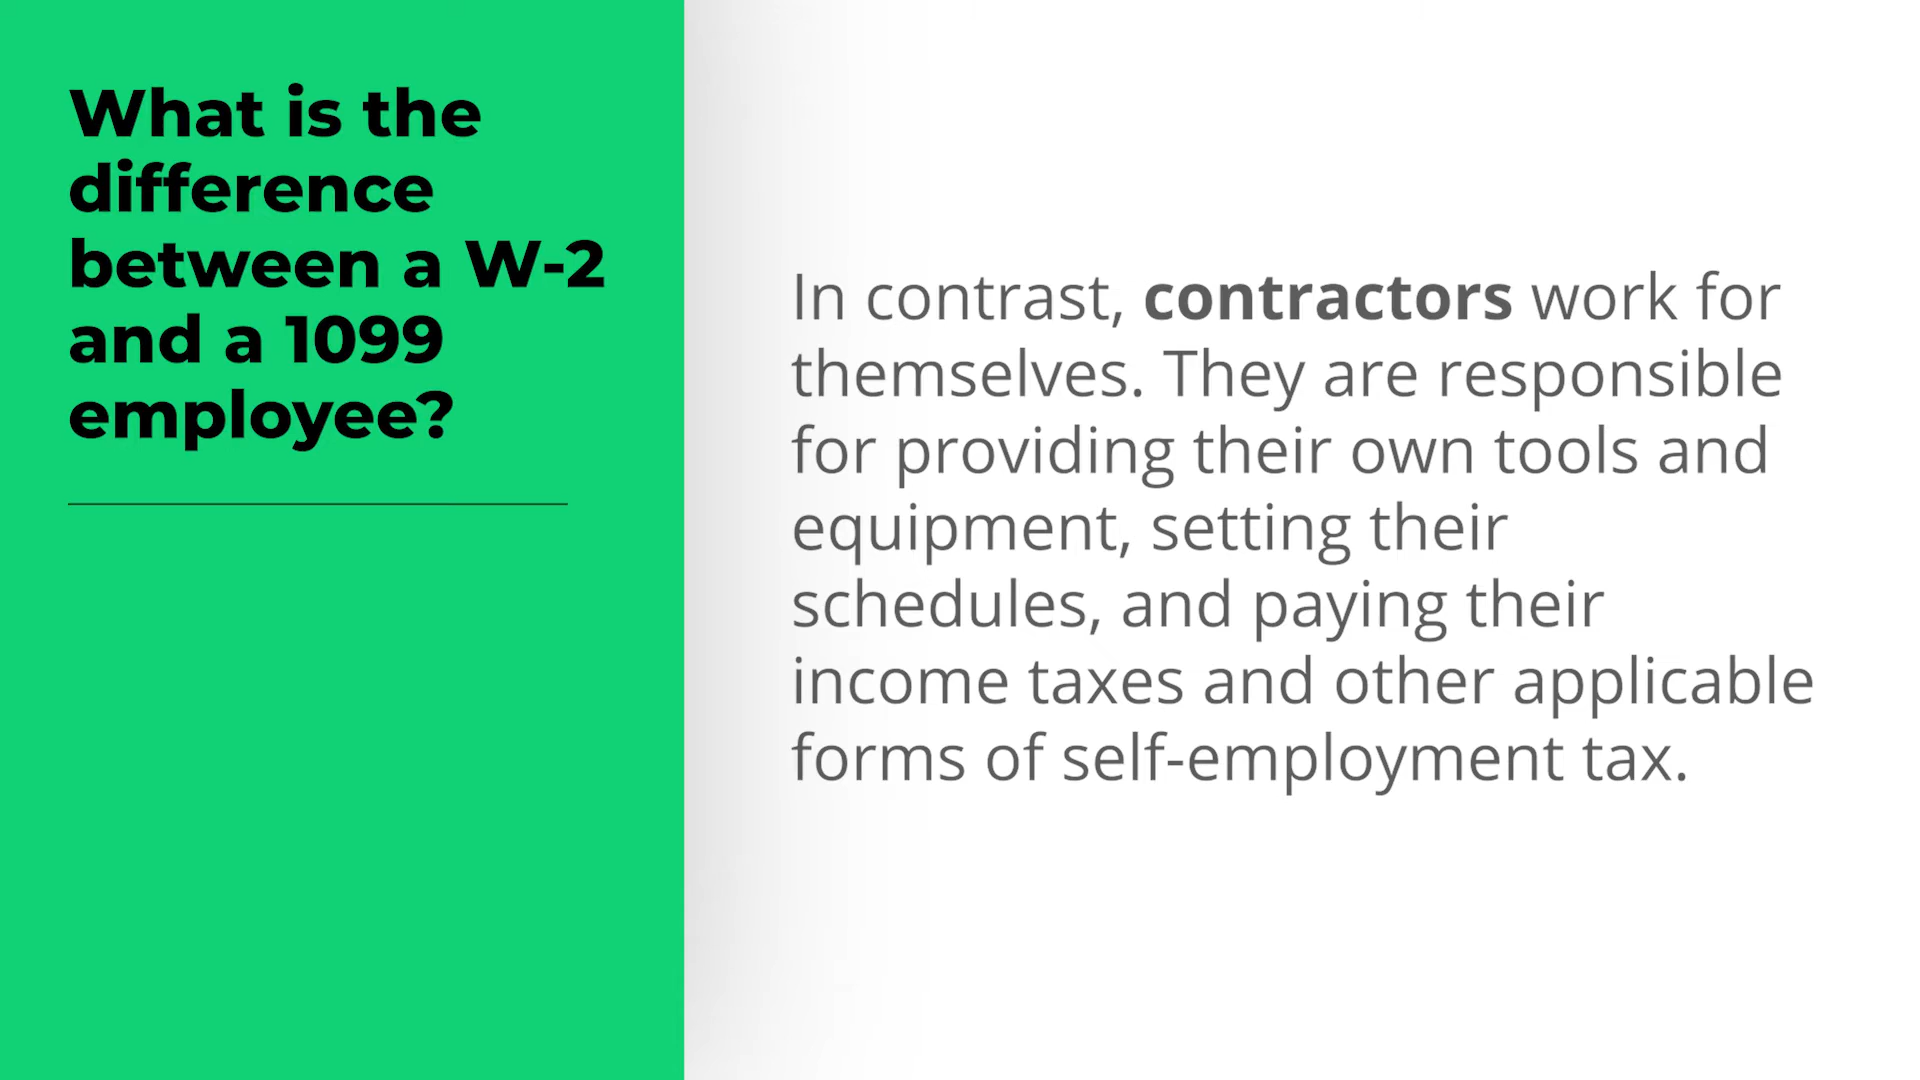 What is the
difference
between a W-2
and a 1099
employee?
In contrast, contractors work for
themselves. They are responsible
for providing their own tools and
equipment, setting their
schedules, and paying their
income taxes and other applicable
forms of self-employment tax.